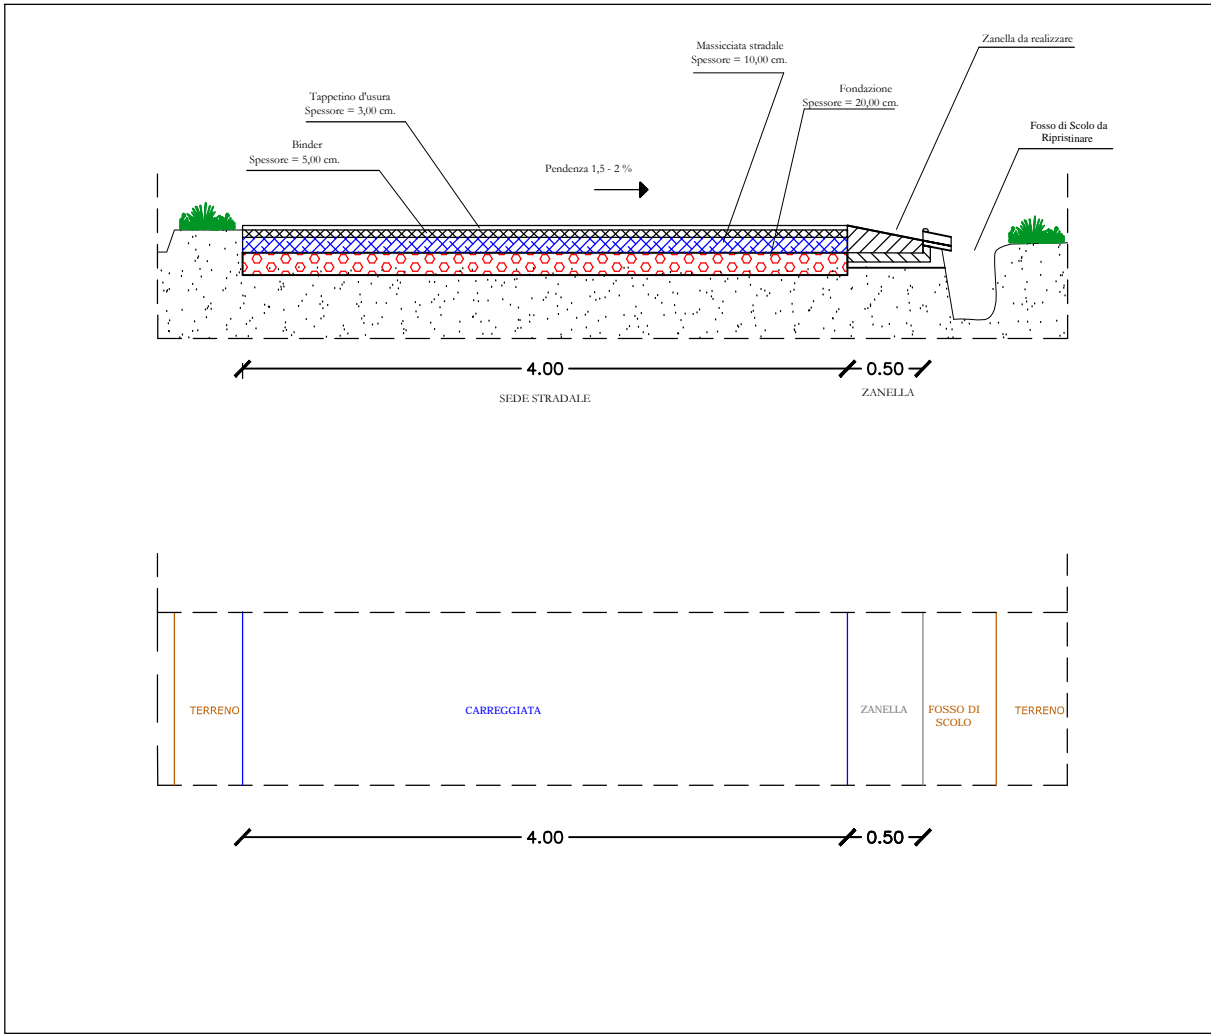 Zanella da realizzare
Massicciata stradale
Spessore = 10,00 cm.
Fondazione
Spessore = 20,00 cm.
Tappetino d'usura
Spessore = 3,00 cm.
Fosso di Scolo da
Ripristinare
Binder
Spessore = 5,00 cm.
Pendenza 1,5 - 2 %
4.00
0.50
SEDE STRADALE
ZANELLA
TERRENO
CARREGGIATA
ZANELLA
FOSSO DI
SCOLO
TERRENO
4.00
0.50